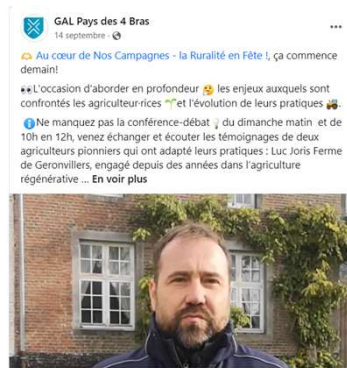 GAL Pays des 4 Bras
14 septembre ·
Au cœur de Nos Campagnes - la Ruralité en Fête !, ça commence
demain!
L'occasion d'aborder en profondeur les enjeux auxquels sont
confrontés les agriculteur·rices et l'évolution de leurs pratiques
Ne manquez pas la conférence-débat du dimanche matin et de
10h en 12h, venez échanger et écouter les témoignages de deux
agriculteurs pionniers qui ont adapté leurs pratiques : Luc Joris Ferme
de Geronvillers, engagé depuis des années dans l'agriculture
régénérative ... En voir plus